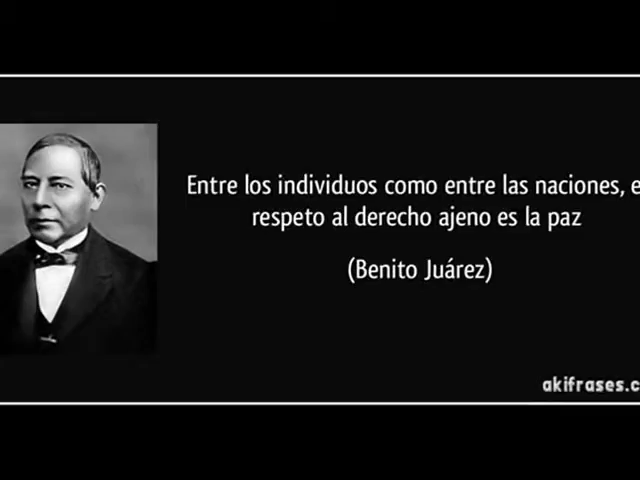 Entre los individuos como entre las naciones, e
respeto al derecho ajeno es la paz
(Benito Juárez)
akifrases.c